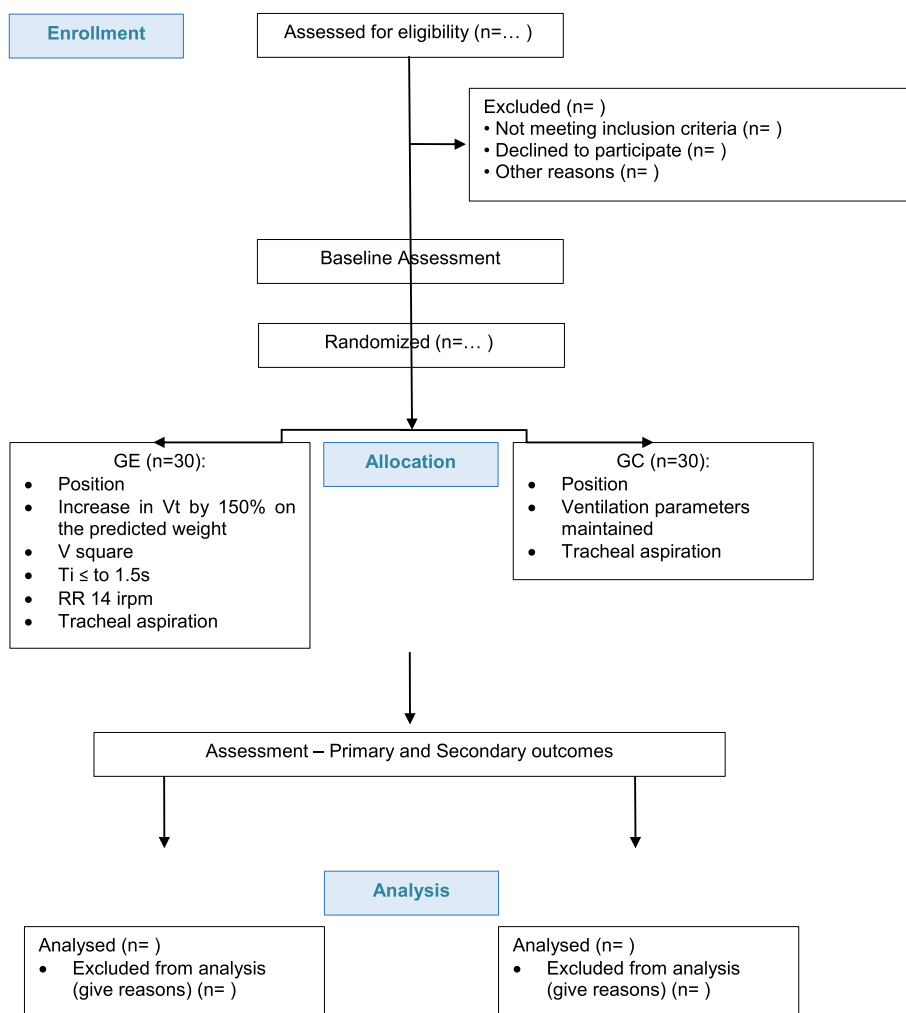 Enrollment
Assessed for eligibility (n=… )
Excluded (n= )
• Not meeting inclusion criteria (n= )
• Declined to participate (n= )
• Other reasons (n= )
Baseline Assessment
Randomized (n=… )
GE (n=30):
• Position
• Increase in Vt by 150% on
the predicted weight
• V square
• Ti ≤ to 1.5s
• RR 14 irpm
• Tracheal aspiration
Allocation
GC (n=30):
• Position
• Ventilation parameters
maintained
• Tracheal aspiration
Assessment – Primary and Secondary outcomes
Analysis
Analysed (n= )
• Excluded from analysis
(give reasons) (n= )
Analysed (n= )
• Excluded from analysis
(give reasons) (n= )